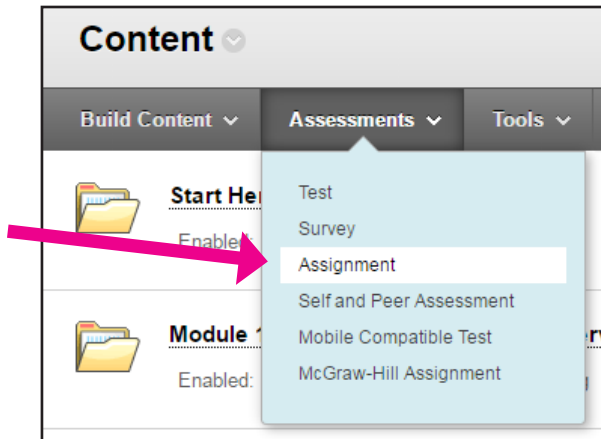 Content
Build Content Assessments Tools
Start Her
Enabled:
Module 1
Enabled:
Test
Survey
Assignment
Self and Peer Assessment
Mobile Compatible Test
McGraw-Hill Assignment